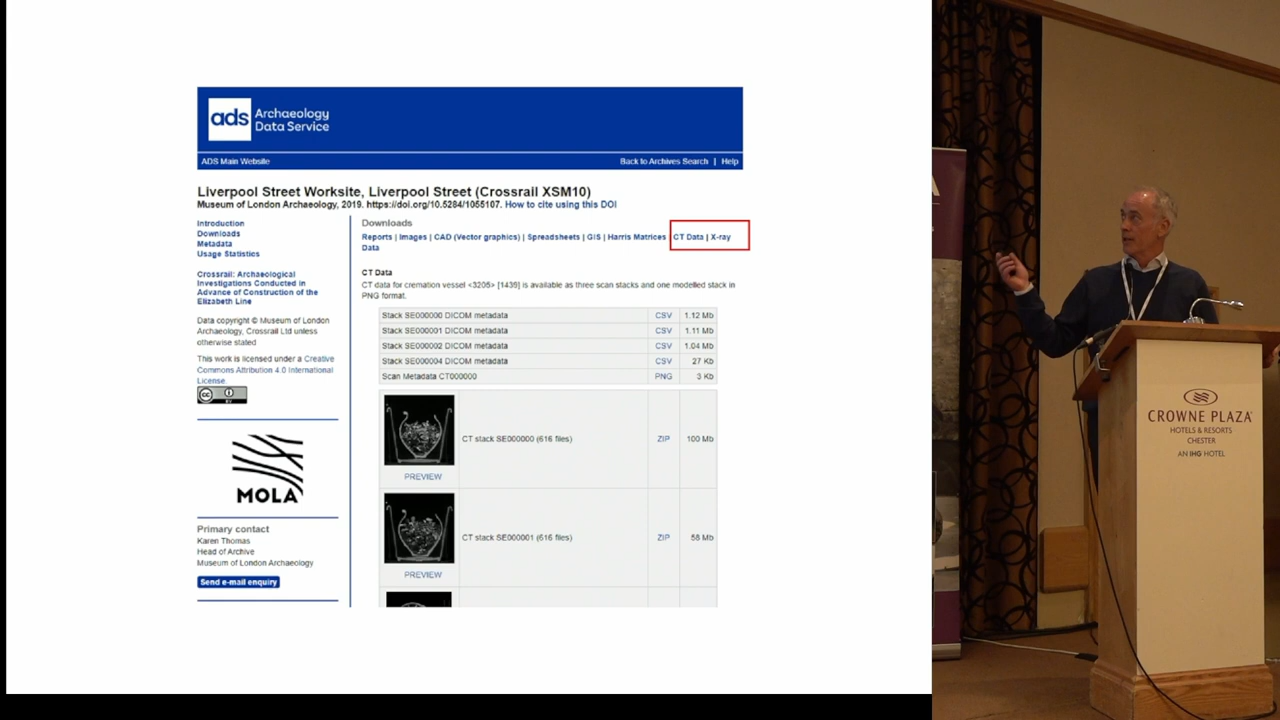 ads Archaeology
Data Service
ADS Main Website
Back to Archives Search | Help
Liverpool Street Worksite, Liverpool Street (Crossrail XSM10)
Museum of London Archaeology, 2019. https://doi.org/10.5284/1055107. How to cite using this DOI
Introduction
Downloads
Metadata
Usage Statistics
Crossrail: Archaeological
Investigations Conducted in
Advance of Construction of the
Elizabeth Line
Data copyright © Museum of London
Archaeology, Crossrail Ltd unless
otherwise stated
This work is licensed under a Creative
Commons Attribution 4.0 International
License.
cc
BY
MOLA
Primary contact
Karen Thomas
Head of Archive
Museum of London Archaeology
Send e-mail enquiry
Downloads
Reports | Images | CAD (Vector graphics) | Spreadsheets | GIS | Harris Matrices CT Data | X-ray
Data
CT Data
CT data for cremation vessel <3205> [1439] is available as three scan stacks and one modelled stack in
PNG format.
Stack SE000000 DICOM metadata CSV 1.12 Mb
Stack SE000001 DICOM metadata CSV 1.11 Mb
Stack SE000002 DICOM metadata CSV 1.04 Mb
Stack SE000004 DICOM metadata CSV 27 Kb
Scan Metadata CT000000 PNG 3 Kb
CT stack SE000000 (616 files) ZIP 100 Mb
PREVIEW
CT stack SE000001 (616 files) ZIP 58 Mb
PREVIEW
CROWNE PLAZA
HOTELS & RESORTS
CHESTER
AN IHG HOTEL